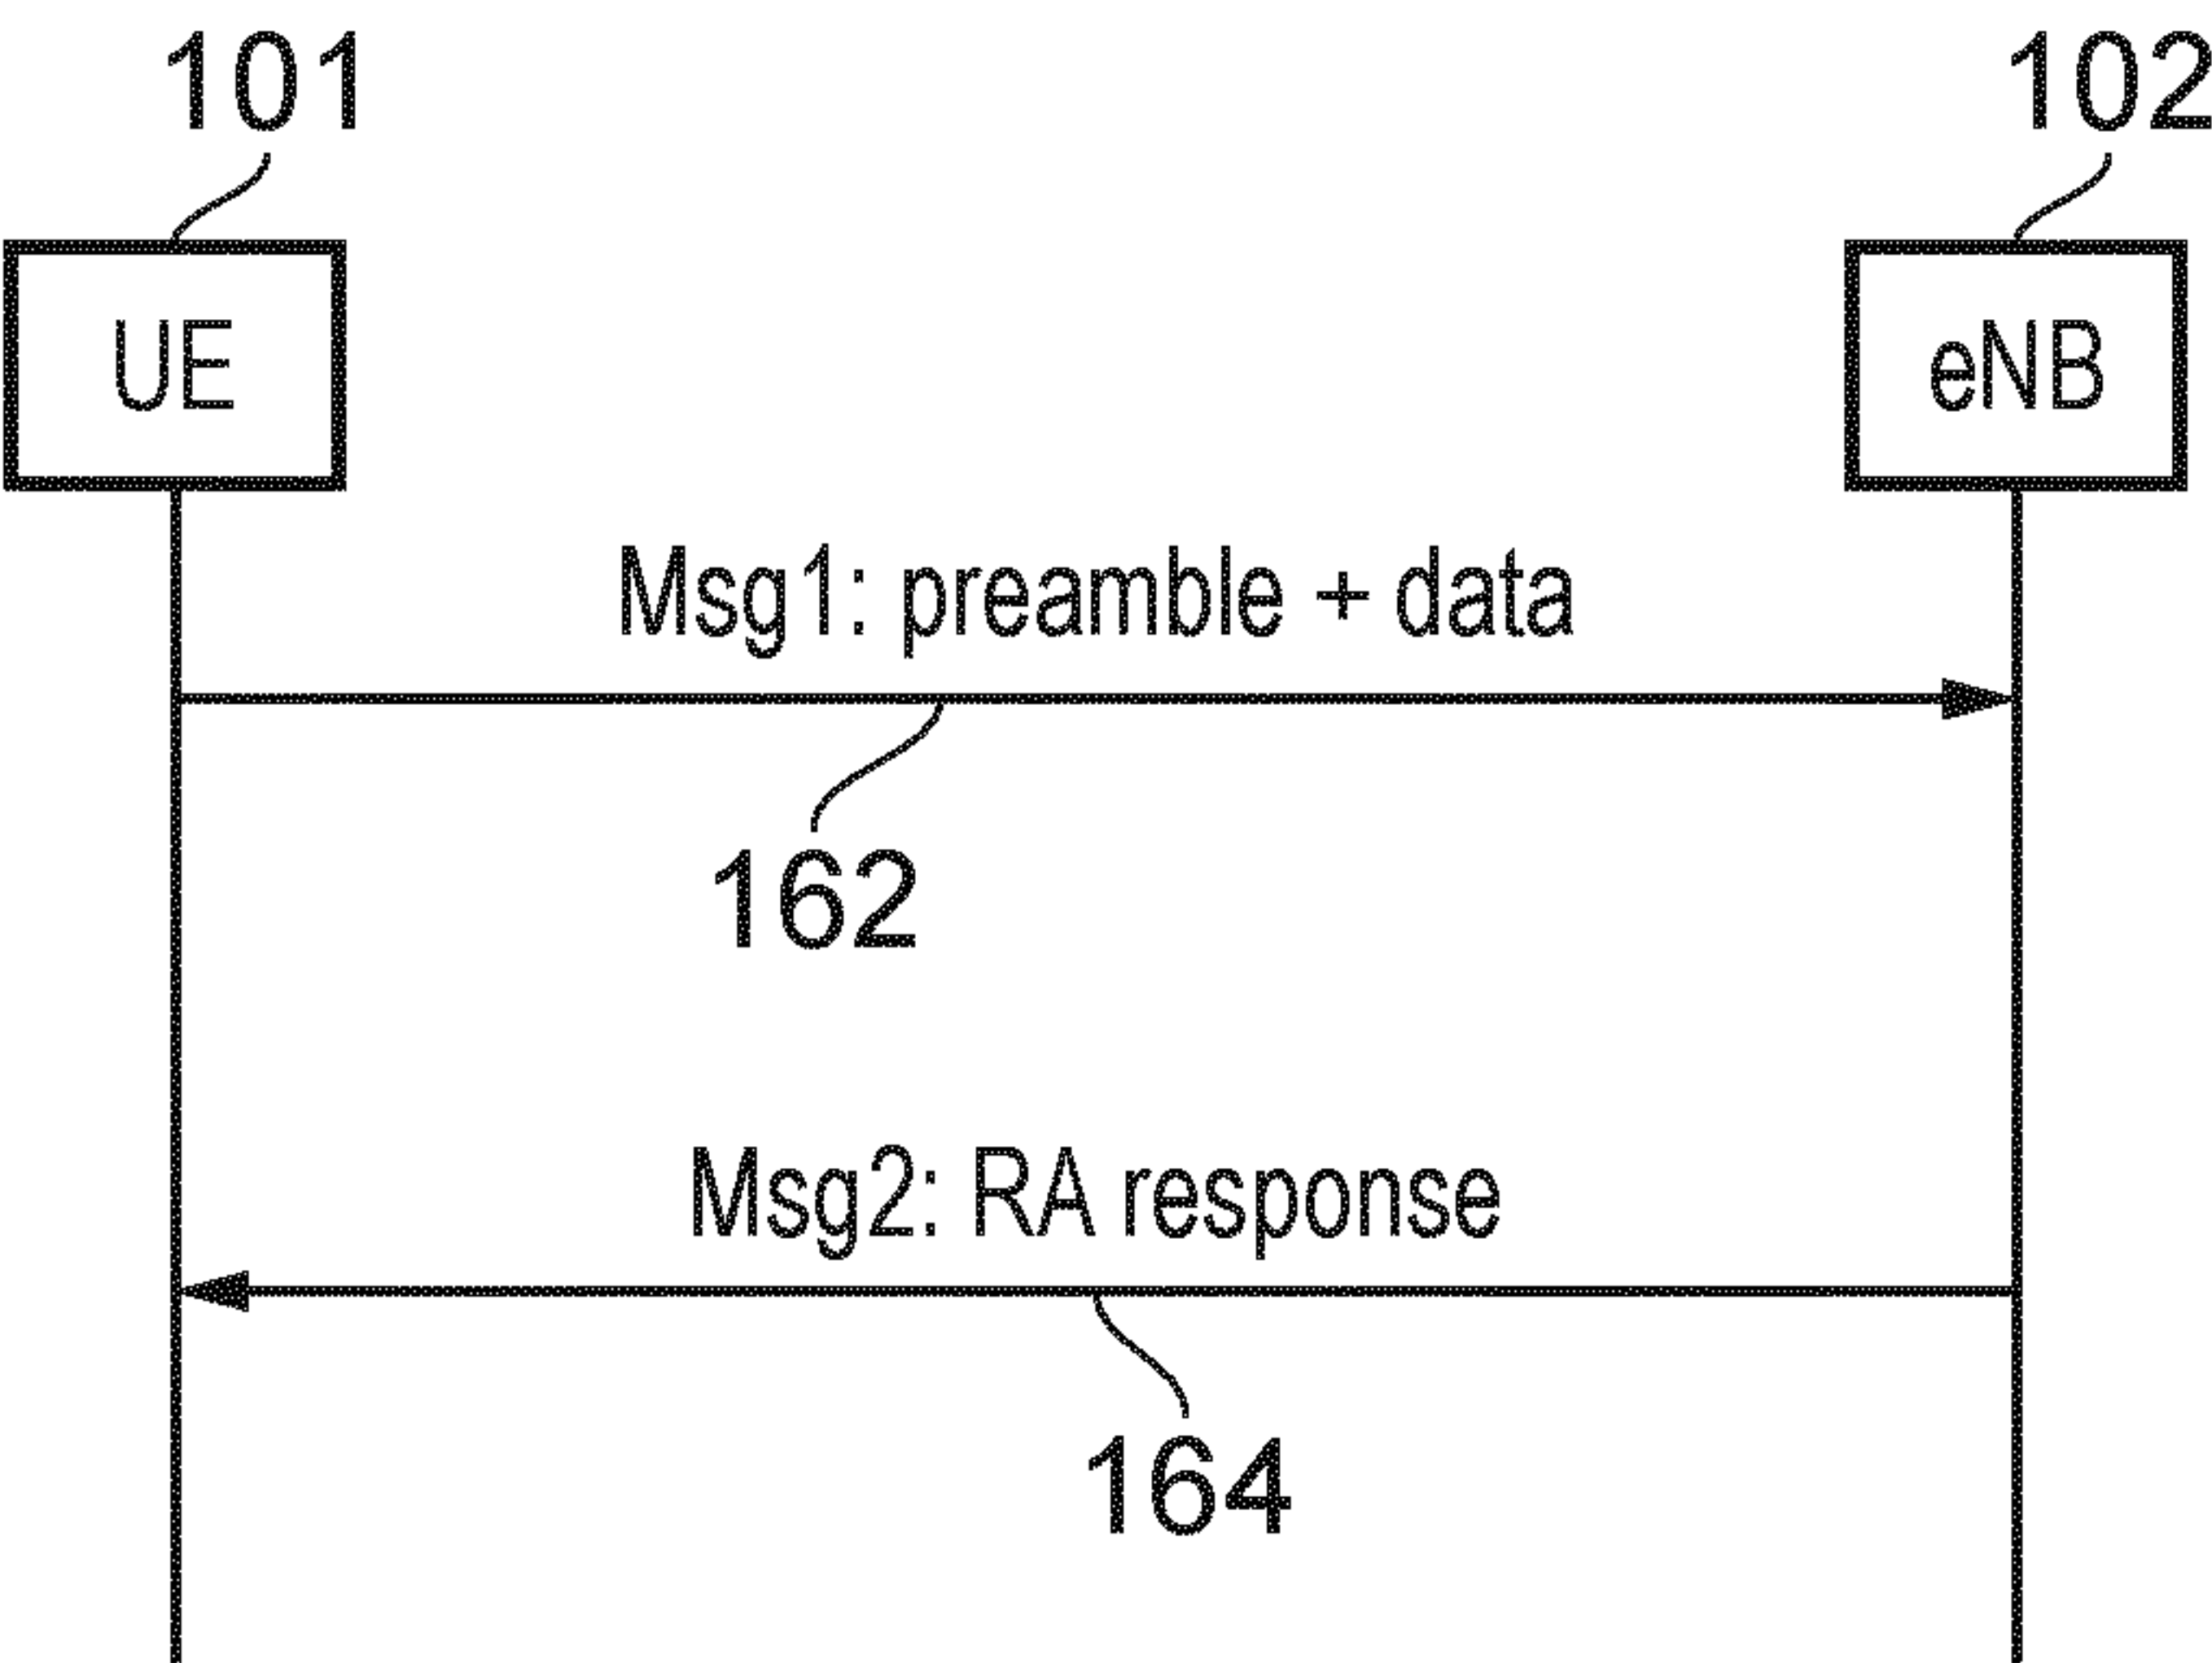 101
102
UE
eNB
Msg1: preamble + data
162
Msg2: RA response
164